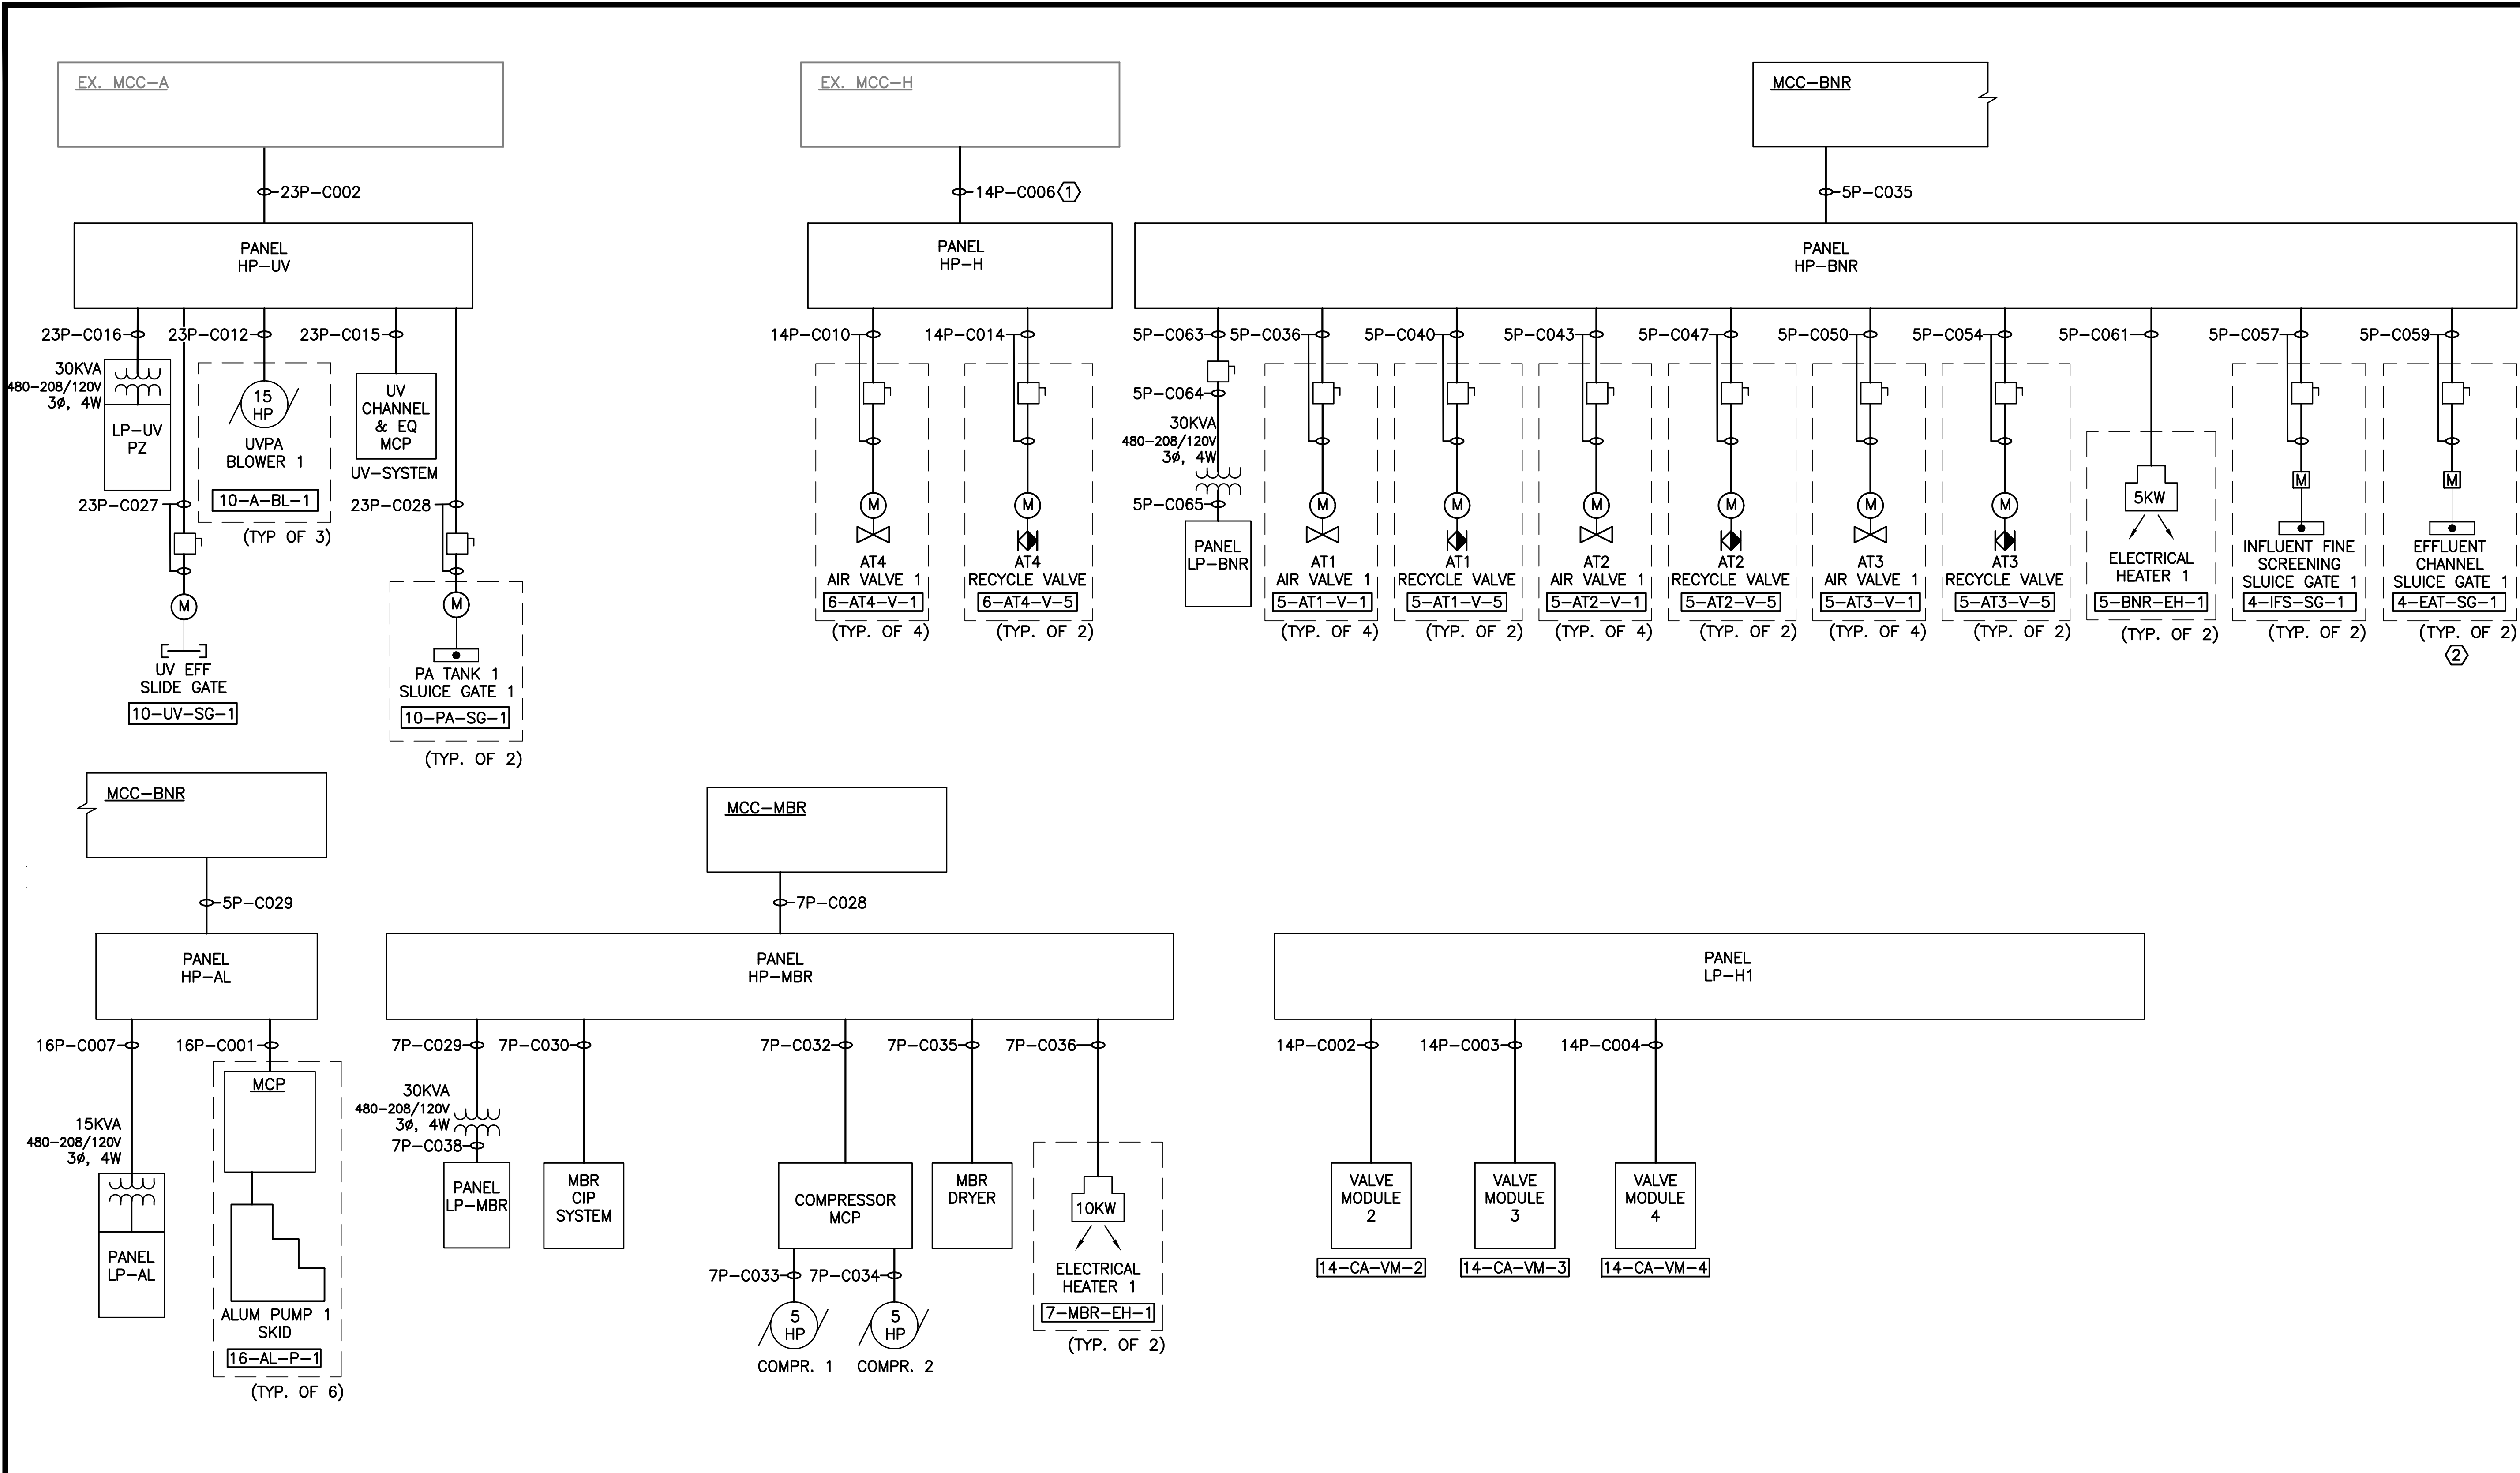 EX. MCC-A
23P-C002
PANEL
HP-UV
23P-C016
23P-C012
23P-C015
30KVA
480-208/120V
3ø, 4W
LP-UV
PZ
15
HP
UVPA
BLOWER 1
10-A-BL-1
(TYP OF 3)
UV
CHANNEL
& EQ
MCP
UV-SYSTEM
23P-C027
M
UV EFF
SLIDE GATE
10-UV-SG-1
23P-C028
M
PA TANK 1
SLUICE GATE 1
10-PA-SG-1
(TYP. OF 2)
EX. MCC-H
14P-C006
1
PANEL
HP-H
14P-C010
M
AT4
AIR VALVE 1
6-AT4-V-1
(TYP. OF 4)
14P-C014
M
AT4
RECYCLE VALVE
6-AT4-V-5
(TYP. OF 2)
MCC-BNR
5P-C035
PANEL
HP-BNR
5P-C063
5P-C064
30KVA
480-208/120V
3ø, 4W
5P-C065
PANEL
LP-BNR
5P-C036
M
AT1
AIR VALVE 1
5-AT1-V-1
(TYP. OF 4)
5P-C040
M
AT1
RECYCLE VALVE
5-AT1-V-5
(TYP. OF 2)
5P-C043
M
AT2
AIR VALVE 1
5-AT2-V-1
(TYP. OF 4)
5P-C047
M
AT2
RECYCLE VALVE
5-AT2-V-5
(TYP. OF 2)
5P-C050
M
AT3
AIR VALVE 1
5-AT3-V-1
(TYP. OF 4)
5P-C054
M
AT3
RECYCLE VALVE
5-AT3-V-5
(TYP. OF 2)
5P-C061
5KW
ELECTRICAL
HEATER 1
5-BNR-EH-1
(TYP. OF 2)
5P-C057
M
INFLUENT FINE
SCREENING
SLUICE GATE 1
4-IFS-SG-1
(TYP. OF 2)
5P-C059
M
EFFLUENT
CHANNEL
SLUICE GATE 1
4-EAT-SG-1
(TYP. OF 2)
2
MCC-BNR
5P-C029
PANEL
HP-AL
16P-C007
15KVA
480-208/120V
3ø, 4W
PANEL
LP-AL
16P-C001
MCP
ALUM PUMP 1
SKID
16-AL-P-1
(TYP. OF 6)
MCC-MBR
7P-C028
PANEL
HP-MBR
7P-C029
30KVA
480-208/120V
3ø, 4W
7P-C038
PANEL
LP-MBR
7P-C030
MBR
CIP
SYSTEM
7P-C032
COMPRESSOR
MCP
7P-C033
5
HP
COMPR. 1
7P-C034
5
HP
COMPR. 2
7P-C035
MBR
DRYER
7P-C036
10KW
ELECTRICAL
HEATER 1
7-MBR-EH-1
(TYP. OF 2)
PANEL
LP-H1
14P-C002
VALVE
MODULE
2
14-CA-VM-2
14P-C003
VALVE
MODULE
3
14-CA-VM-3
14P-C004
VALVE
MODULE
4
14-CA-VM-4